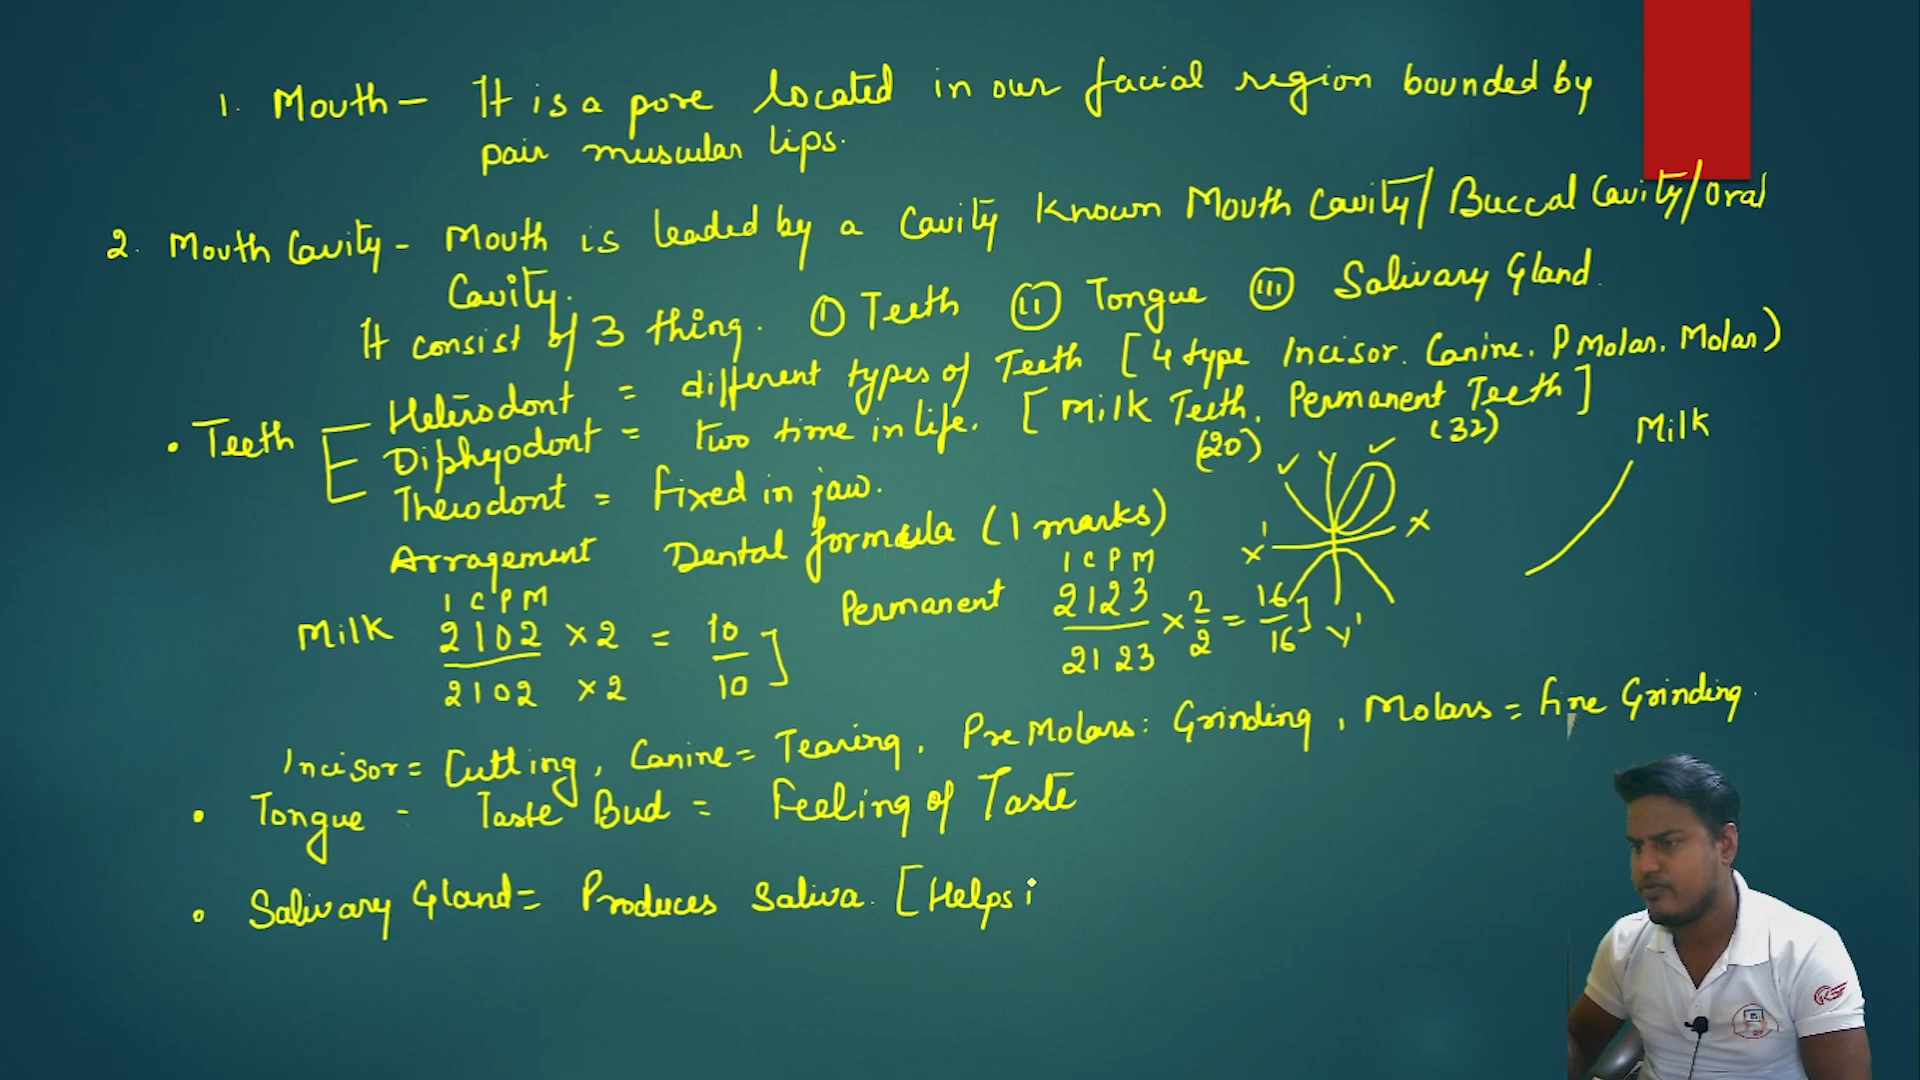 1. Mouth - It is a pore located in our facial region bounded by
pair muscular lips.
2. Mouth Cavity - Mouth is leaded by a Cavity Known Mouth Cavity/ Buccal Cavity/ Oral
Cavity.
It consist of 3 thing. (I) Teeth (II) Tongue (III) Salivary Gland.
• Teeth [ Heterodont = different types of Teeth [4 type Incisor. Canine. P Molar. Molar)
Diphyodont = two time in life. [Milk Teeth, Permanent Teeth]
(20) (32)
Milk
Thecodont = fixed in jaw.
Arragement Dental formula (1 marks)
Y
X' X
Y'
I C P M
Milk 2102 × 2 = 10
2102 × 2 10 ]
Permanent I C P M
2123 × 2 = 16
2123 2 16 ]
Incisor = Cutting, Canine = Tearing, Pre Molars: Grinding, Molars = fine Grinding.
• Tongue - Taste Bud = Feeling of Taste
• Salivary Gland = Produces Saliva. [Helps i